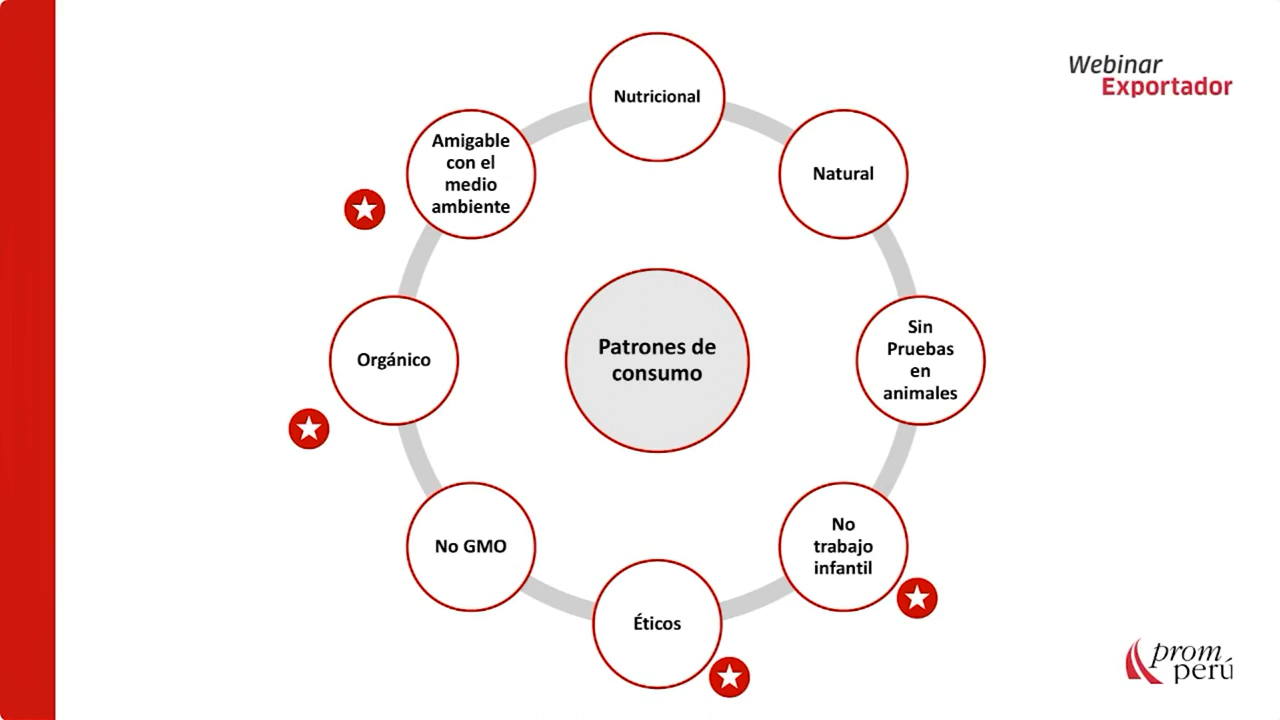 Webinar
Exportador
Nutricional
Natural
Sin
Pruebas
en
animales
No
trabajo
infantil
Éticos
No GMO
Orgánico
Amigable
con el
medio
ambiente
Patrones de
consumo
prom
perú